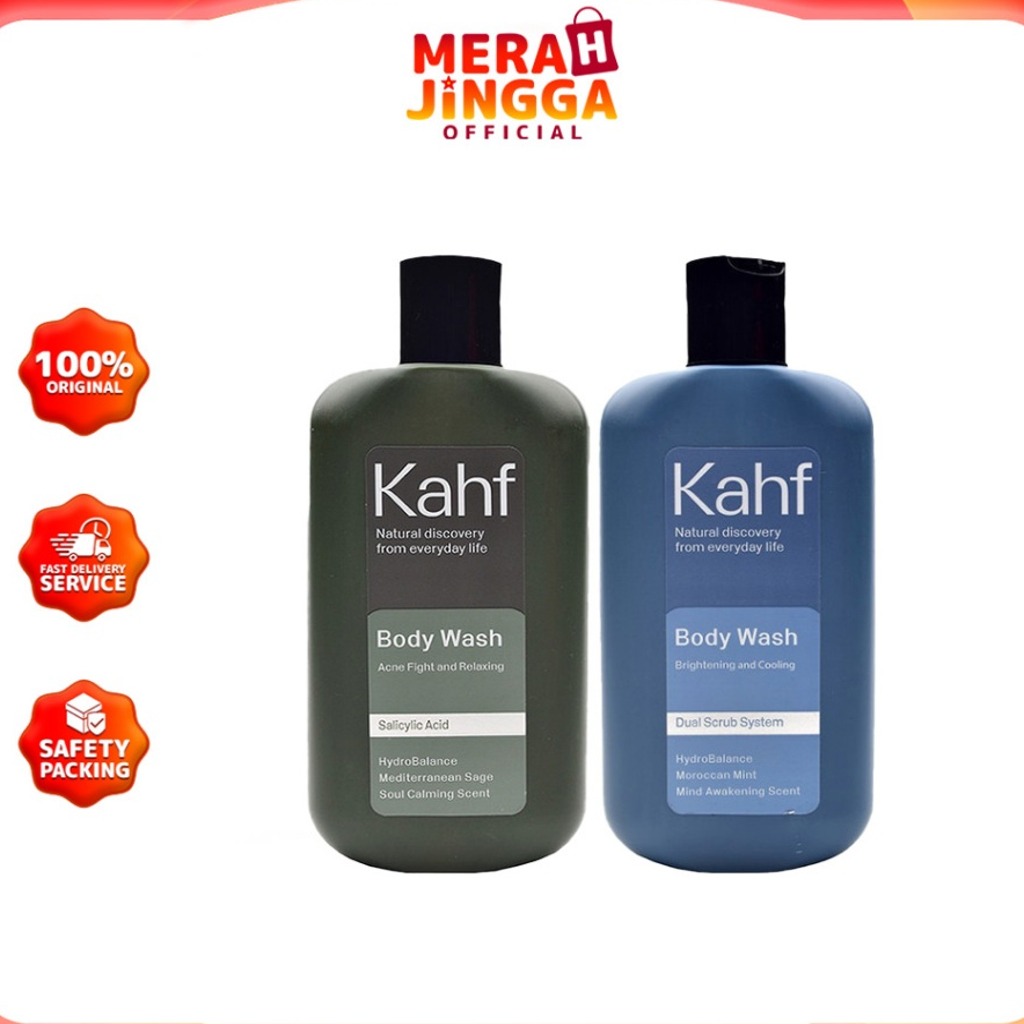 MERAH
JINGGA
OFFICIAL
100%
ORIGINAL
FAST DELIVERY
SERVICE
SAFETY
PACKING
Kahf
Natural discovery
from everyday life
Body Wash
Acne Fight and Relaxing
Salicylic Acid
HydroBalance
Mediterranean Sage
Soul Calming Scent
Kahf
Natural discovery
from everyday life
Body Wash
Brightening and Cooling
Dual Scrub System
HydroBalance
Moroccan Mint
Mind Awakening Scent